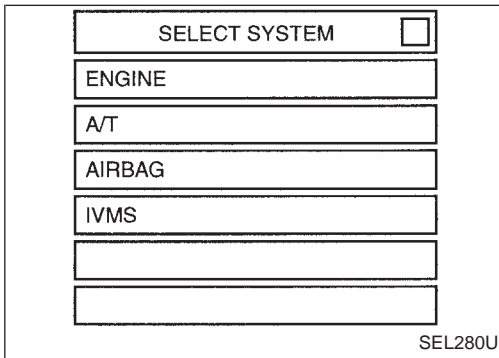 SELECT SYSTEM
ENGINE
A/T
AIRBAG
IVMS
SEL280U